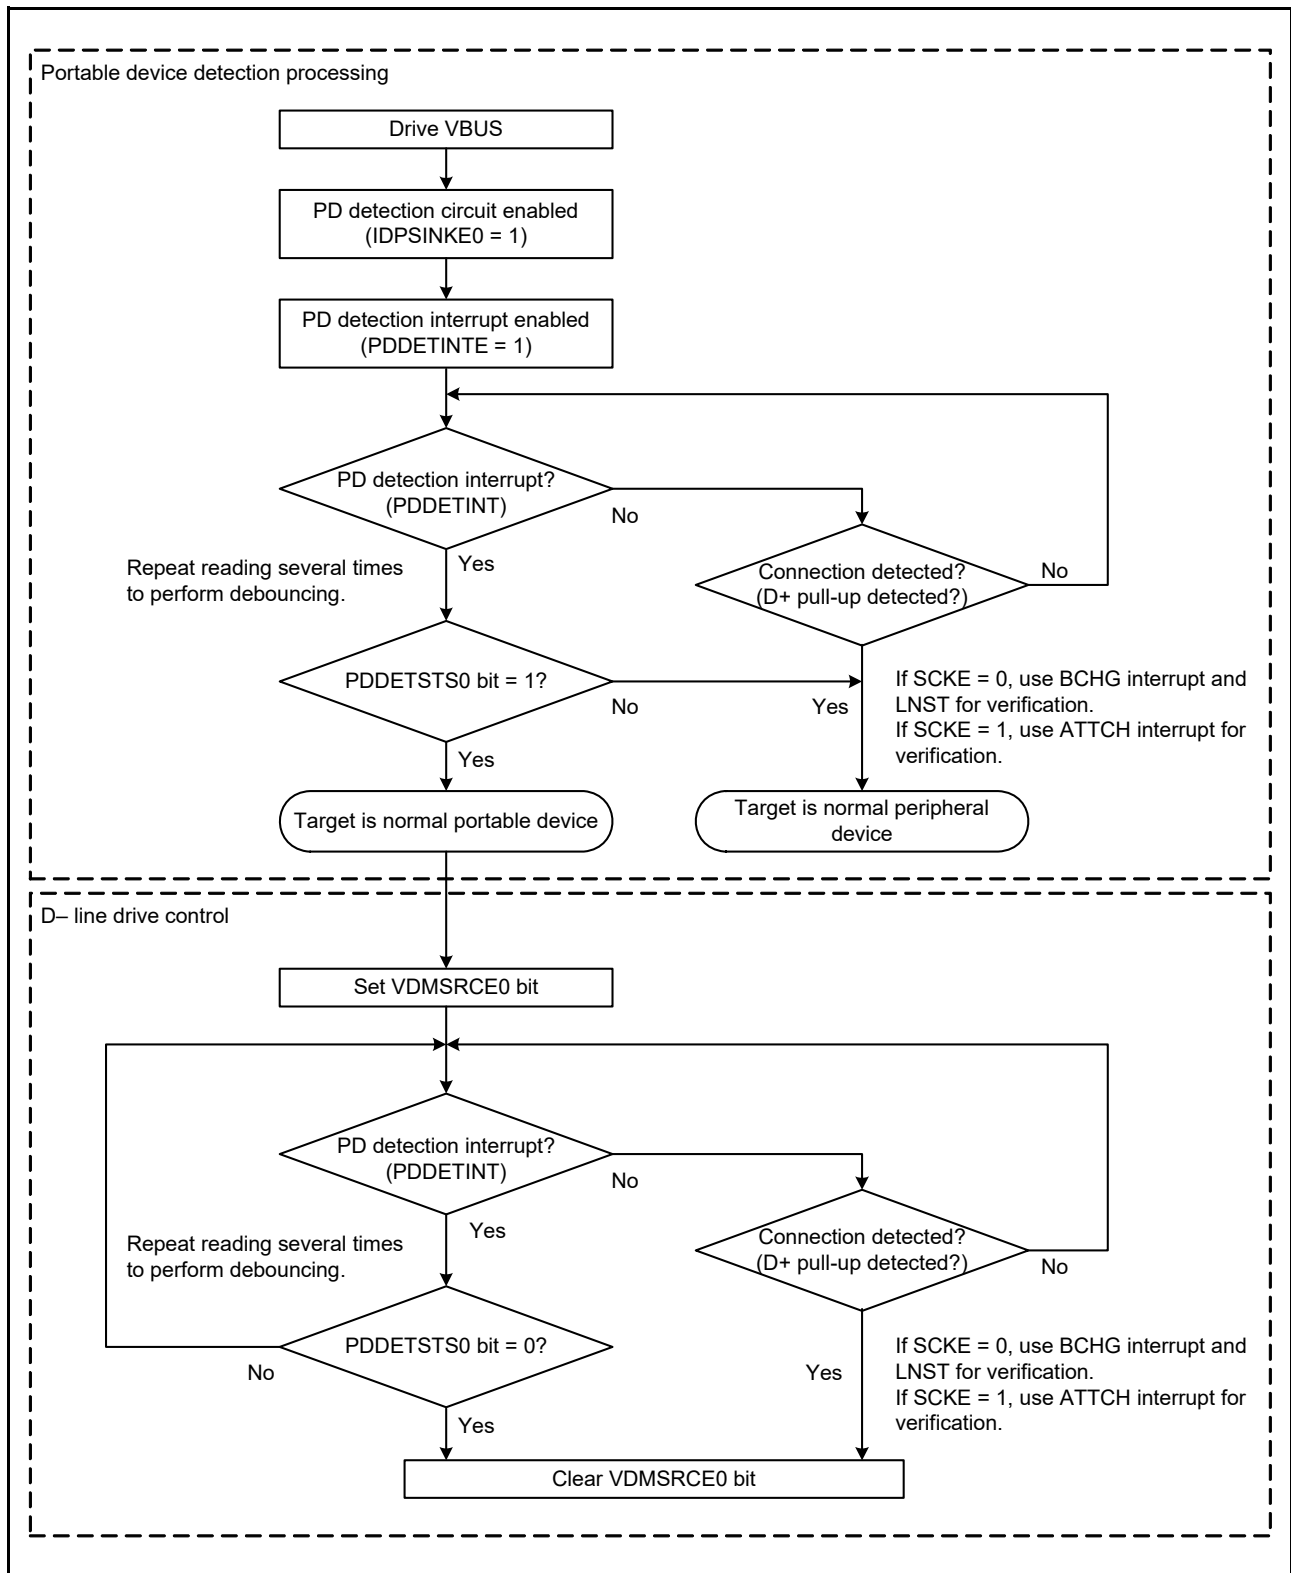 Portable device detection processing
Drive VBUS
PD detection circuit enabled
(IDPSINKE0 = 1)
PD detection interrupt enabled
(PDDETINTE = 1)
PD detection interrupt?
(PDDETINT)
No
Yes
Repeat reading several times
to perform debouncing.
Connection detected?
(D+ pull-up detected?)
No
PDDETSTS0 bit = 1?
No
Yes
If SCKE = 0, use BCHG interrupt and
LNST for verification.
If SCKE = 1, use ATTCH interrupt for
verification.
Yes
Target is normal portable device
Target is normal peripheral
device
D– line drive control
Set VDMSRCE0 bit
PD detection interrupt?
(PDDETINT)
No
Yes
Repeat reading several times
to perform debouncing.
Connection detected?
(D+ pull-up detected?)
No
PDDETSTS0 bit = 0?
No
Yes
If SCKE = 0, use BCHG interrupt and
LNST for verification.
If SCKE = 1, use ATTCH interrupt for
verification.
Yes
Clear VDMSRCE0 bit